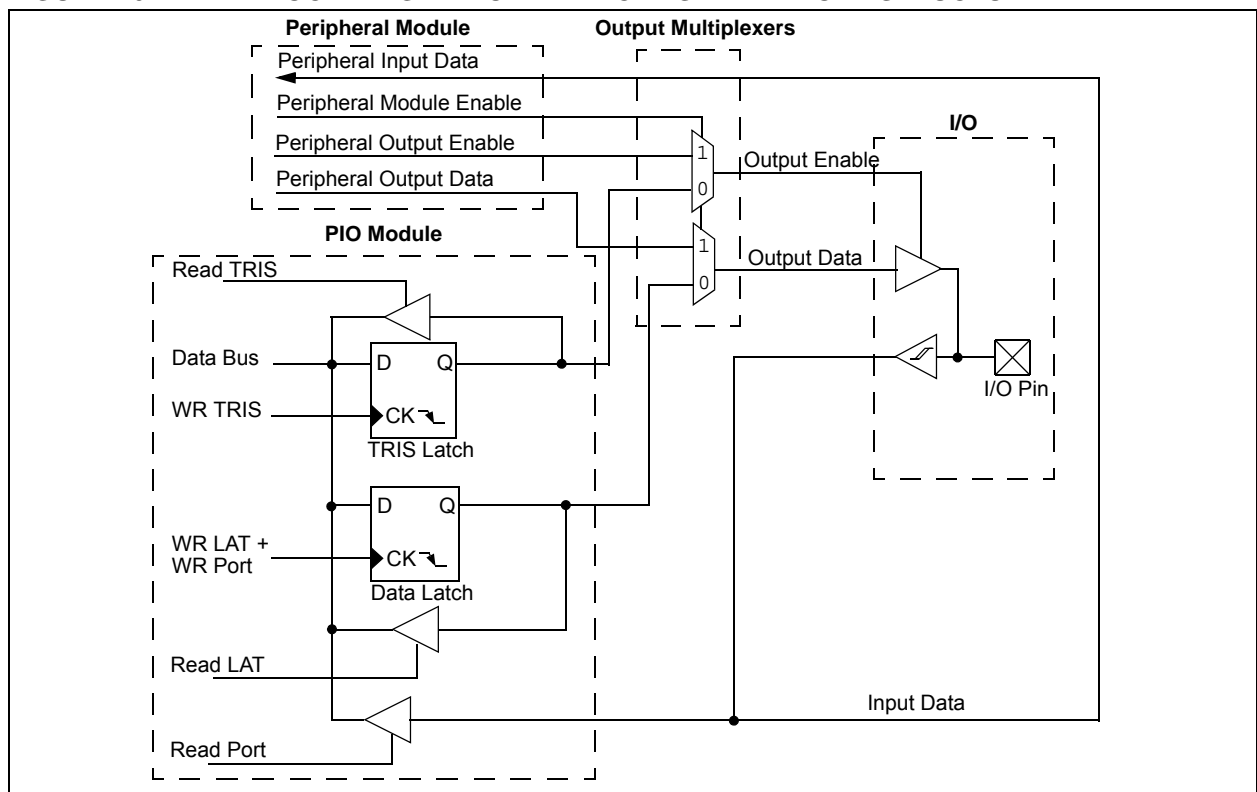 Peripheral Module
Output Multiplexers
Peripheral Input Data
Peripheral Module Enable
Peripheral Output Enable
Peripheral Output Data
1
0
1
0
Output Enable
Output Data
I/O
I/O Pin
PIO Module
Read TRIS
Data Bus
WR TRIS
D Q
CK
TRIS Latch
D Q
CK
WR LAT +
WR Port
Data Latch
Read LAT
Read Port
Input Data